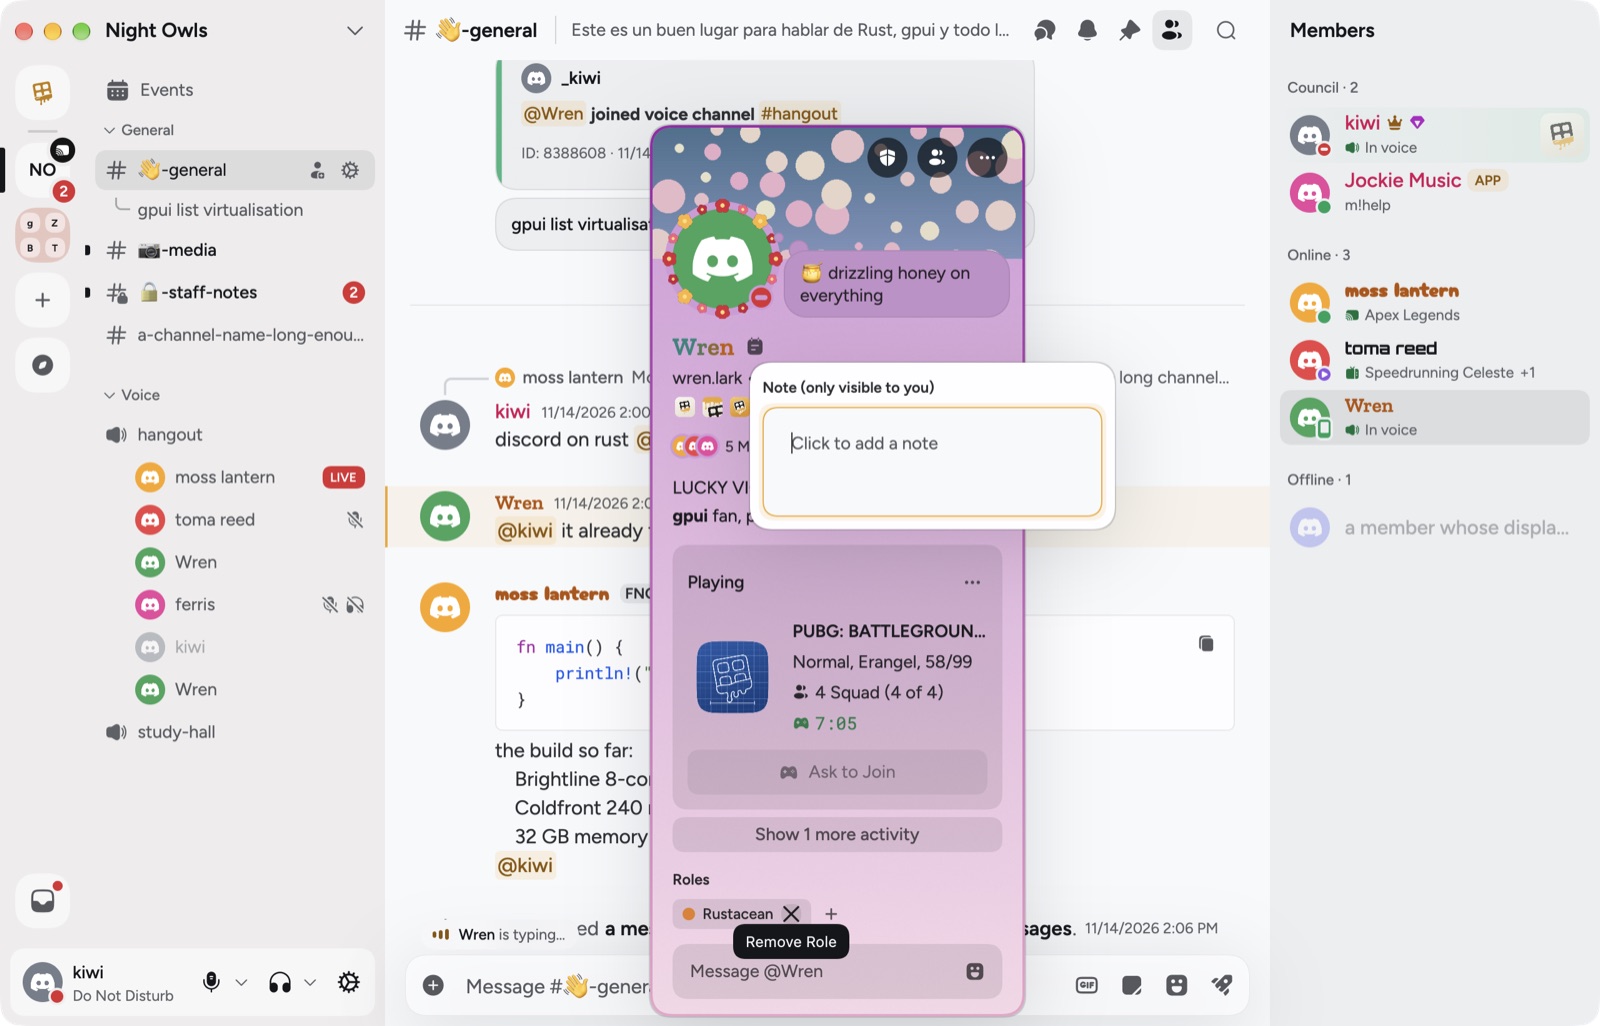 Night Owls
NO
2
g Z
B T
Events
General
# 👋-general
gpui list virtualisation
# 📷-media
🔒-staff-notes 2
# a-channel-name-long-enou...
Voice
hangout
moss lantern LIVE
toma reed
Wren
ferris
kiwi
Wren
study-hall
kiwi
Do Not Disturb
# 👋-general
Este es un buen lugar para hablar de Rust, gpui y todo l...
_kiwi
@Wren joined voice channel #hangout
ID: 8388608 · 11/14
gpui list virtualisa
moss lantern
long channel...
kiwi 11/14/2026 2:00
discord on rust @
Wren 11/14/2026 2:0
@kiwi it already
moss lantern
fn main() {
println!("
}
the build so far:
Brightline 8-co
Coldfront 240
32 GB memory
@kiwi
Wren is typing...
ed a me
sages. 11/14/2026 2:06 PM
Message #👋-gener
GIF
🍯 drizzling honey on
everything
Wren
wren.lark
5 M
LUCKY VI
gpui fan,
Note (only visible to you)
Click to add a note
Playing
PUBG: BATTLEGROUN...
Normal, Erangel, 58/99
4 Squad (4 of 4)
7:05
Ask to Join
Show 1 more activity
Roles
Rustacean
Remove Role
Message @Wren
Members
Council · 2
kiwi
In voice
Jockie Music APP
m!help
Online · 3
moss lantern
Apex Legends
toma reed
Speedrunning Celeste +1
Wren
In voice
Offline · 1
a member whose displa...